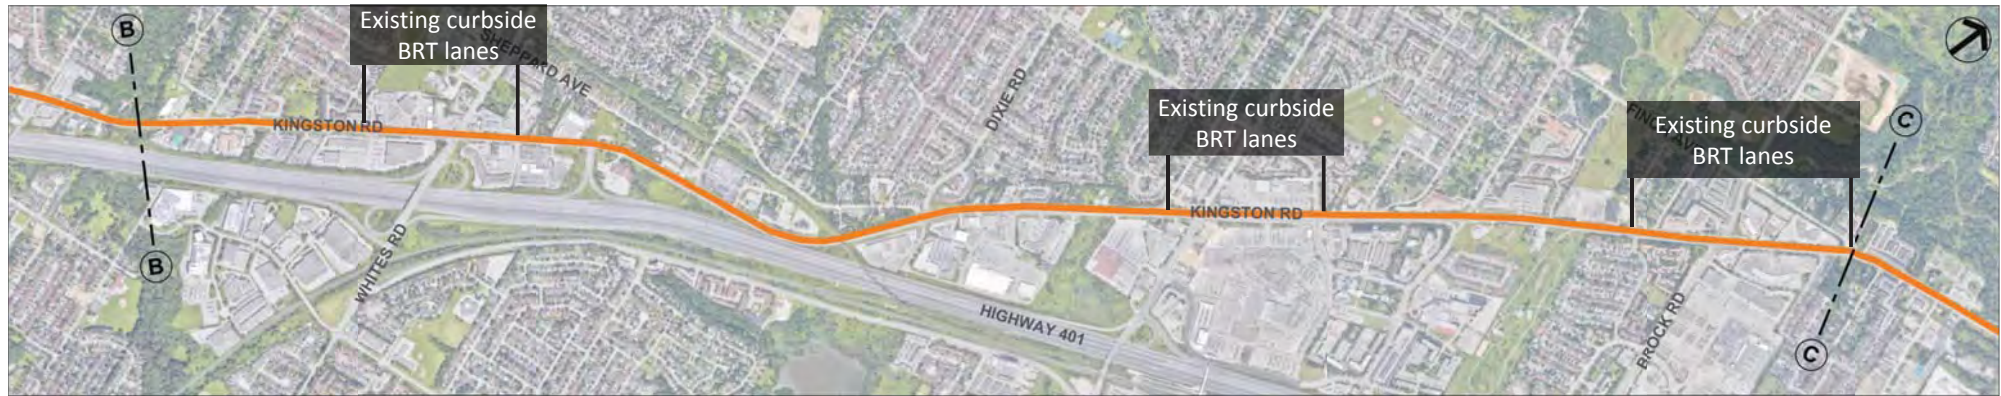 B
Existing curbside
BRT lanes
SHEPPARD AVE
KINGSTON RD
B
WHITES RD
DIXIE RD
Existing curbside
BRT lanes
KINGSTON RD
HIGHWAY 401
Existing curbside
BRT lanes
BROCK RD
C
C